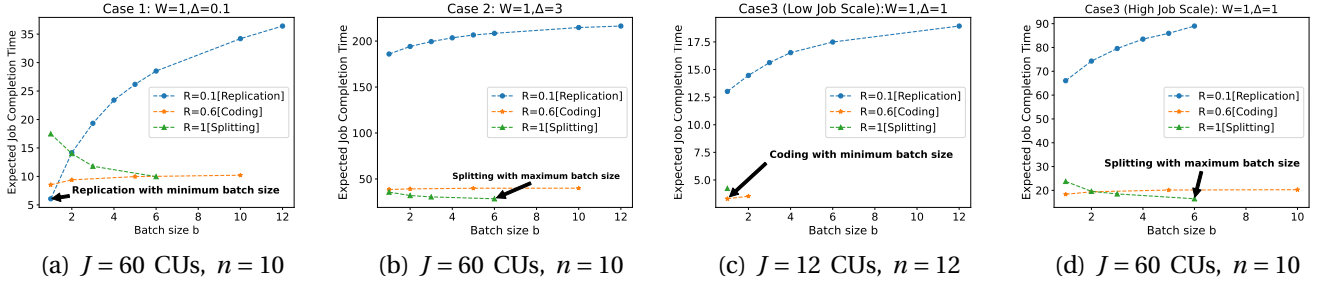 Case 1: W=1,Δ=0.1
Expected Job Completion Time
35
30
25
20
15
10
5
R=0.1[Replication]
R=0.6[Coding]
R=1[Splitting]
Replication with minimum batch size
2 4 6 8 10 12
Batch size b
(a) J = 60 CUs, n = 10
Case 2: W=1,Δ=3
Expected Job Completion Time
200
150
100
50
R=0.1[Replication]
R=0.6[Coding]
R=1[Splitting]
Splitting with maximum batch size
2 4 6 8 10 12
Batch size b
(b) J = 60 CUs, n = 10
Case3 (Low Job Scale):W=1,Δ=1
Expected Job Completion Time
17.5
15.0
12.5
10.0
7.5
5.0
R=0.1[Replication]
R=0.6[Coding]
R=1[Splitting]
Coding with minimum batch size
2 4 6 8 10 12
Batch size b
(c) J = 12 CUs, n = 12
Case3 (High Job Scale): W=1,Δ=1
Expected Job Completion Time
90
80
70
60
50
40
30
20
R=0.1[Replication]
R=0.6[Coding]
R=1[Splitting]
Splitting with maximum batch size
1 2 3 4 5 6 7 8 9 10
Batch size b
(d) J = 60 CUs, n = 10